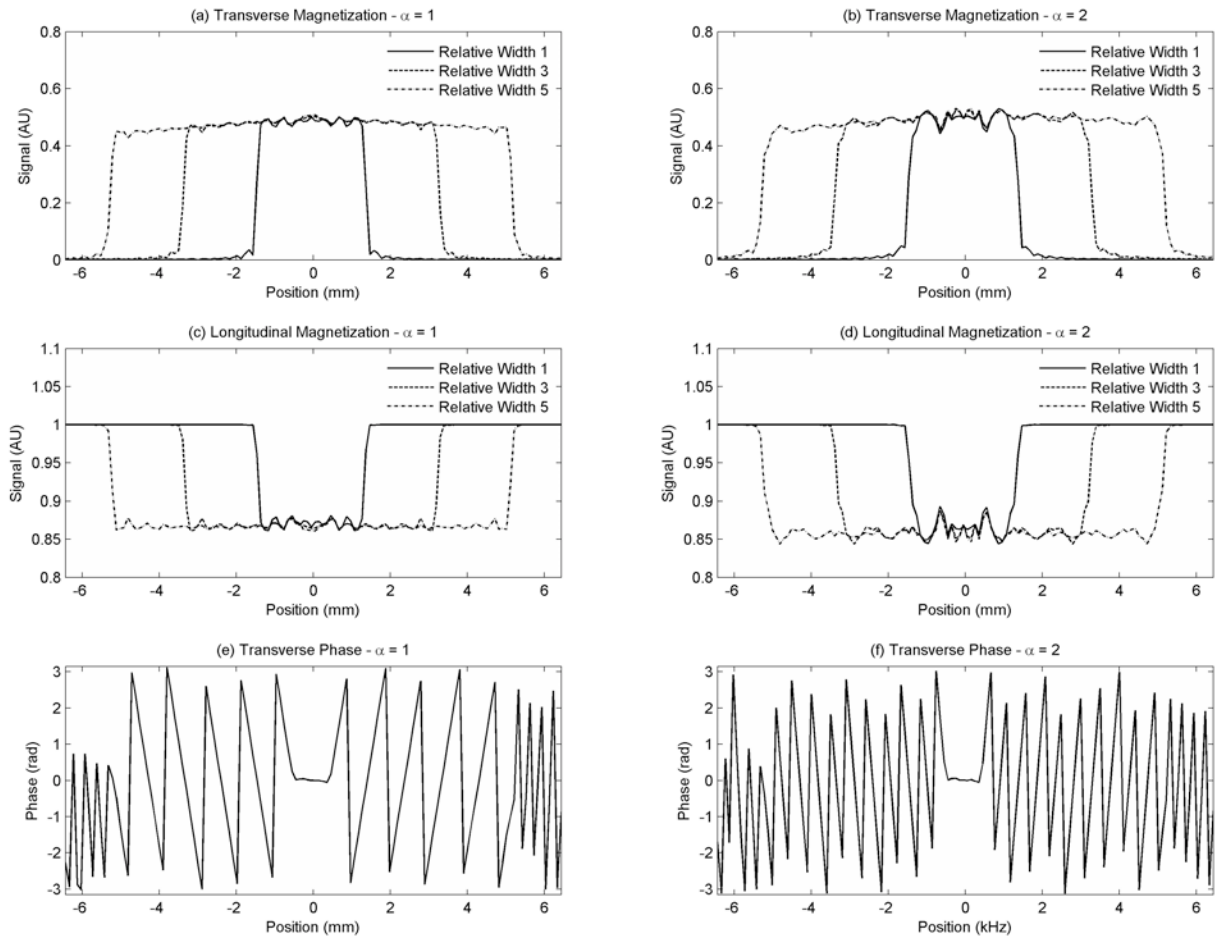 (a) Transverse Magnetization - α = 1
0.8
0.6
0.4
0.2
0
Signal (AU)
Relative Width 1
Relative Width 3
Relative Width 5
-6 -4 -2 0 2 4 6
Position (mm)
(b) Transverse Magnetization - α = 2
0.8
0.6
0.4
0.2
0
Signal (AU)
Relative Width 1
Relative Width 3
Relative Width 5
-6 -4 -2 0 2 4 6
Position (mm)
(c) Longitudinal Magnetization - α = 1
1.1
1.05
1
0.95
0.9
0.85
0.8
Signal (AU)
Relative Width 1
Relative Width 3
Relative Width 5
-6 -4 -2 0 2 4 6
Position (mm)
(d) Longitudinal Magnetization - α = 2
1.1
1.05
1
0.95
0.9
0.85
0.8
Signal (AU)
Relative Width 1
Relative Width 3
Relative Width 5
-6 -4 -2 0 2 4 6
Position (mm)
(e) Transverse Phase - α = 1
3
2
1
0
-1
-2
-3
Phase (rad)
-6 -4 -2 0 2 4 6
Position (mm)
(f) Transverse Phase - α = 2
3
2
1
0
-1
-2
-3
Phase (rad)
-6 -4 -2 0 2 4 6
Position (kHz)